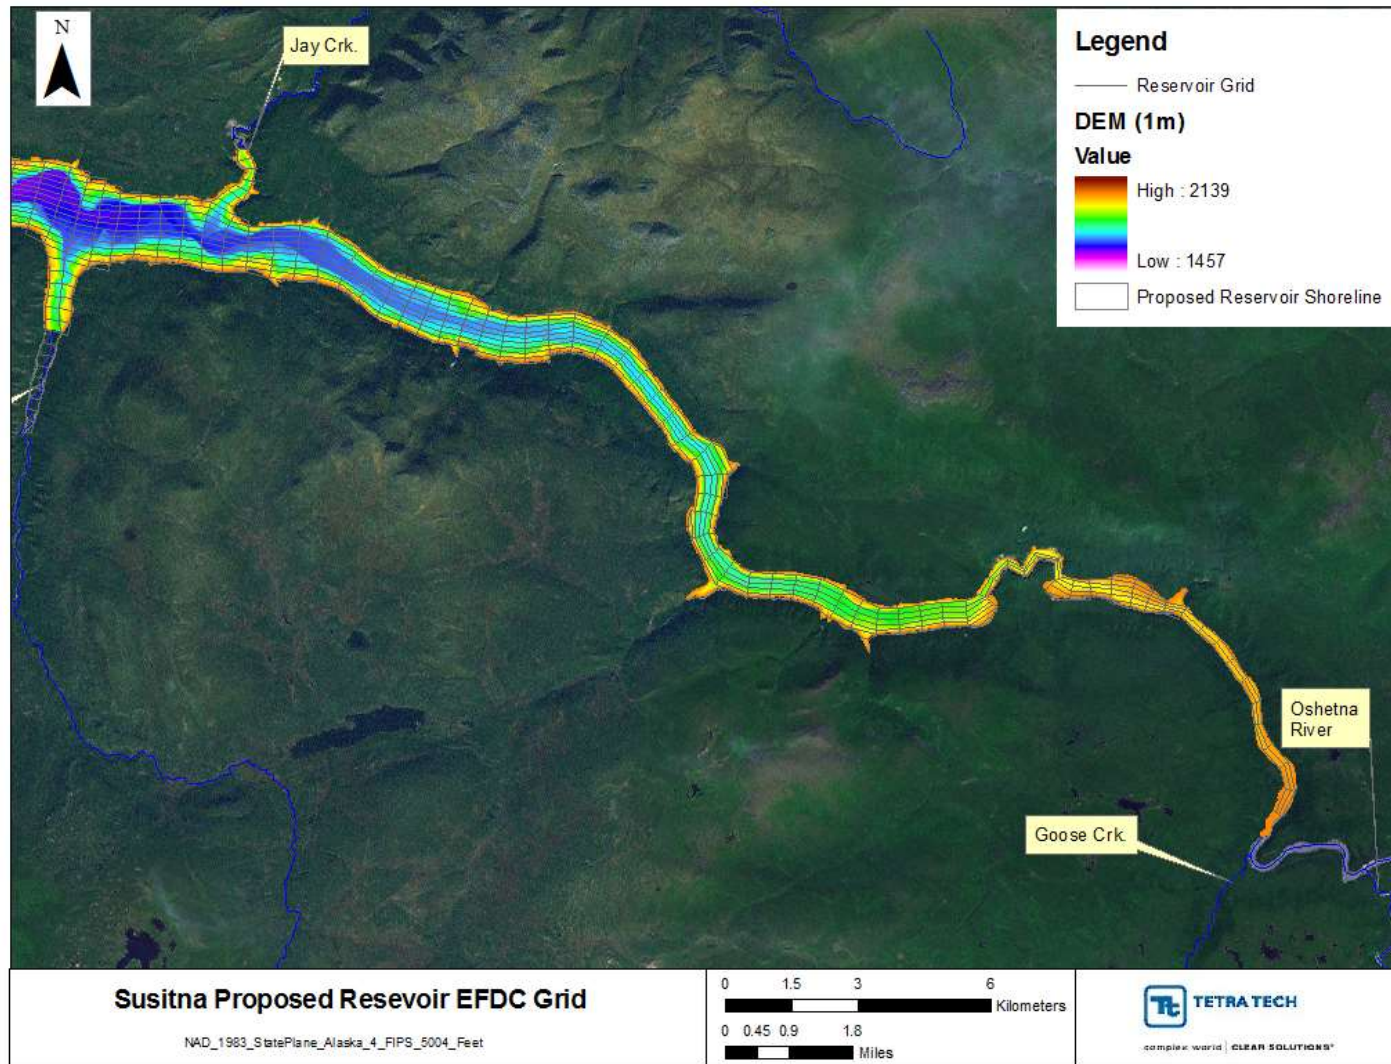 N
Jay Crk.
Legend
Reservoir Grid
DEM (1m)
Value
High : 2139
Low : 1457
Proposed Reservoir Shoreline
Oshetna
River
Goose Crk.
Susitna Proposed Resevoir EFDC Grid
NAD_1983_StatePlane_Alaska_4_FIPS_5004_Feet
0 1.5 3 6
Kilometers
0 0.45 0.9 1.8
Miles
Tt TETRA TECH
complex world | CLEAR SOLUTIONS™